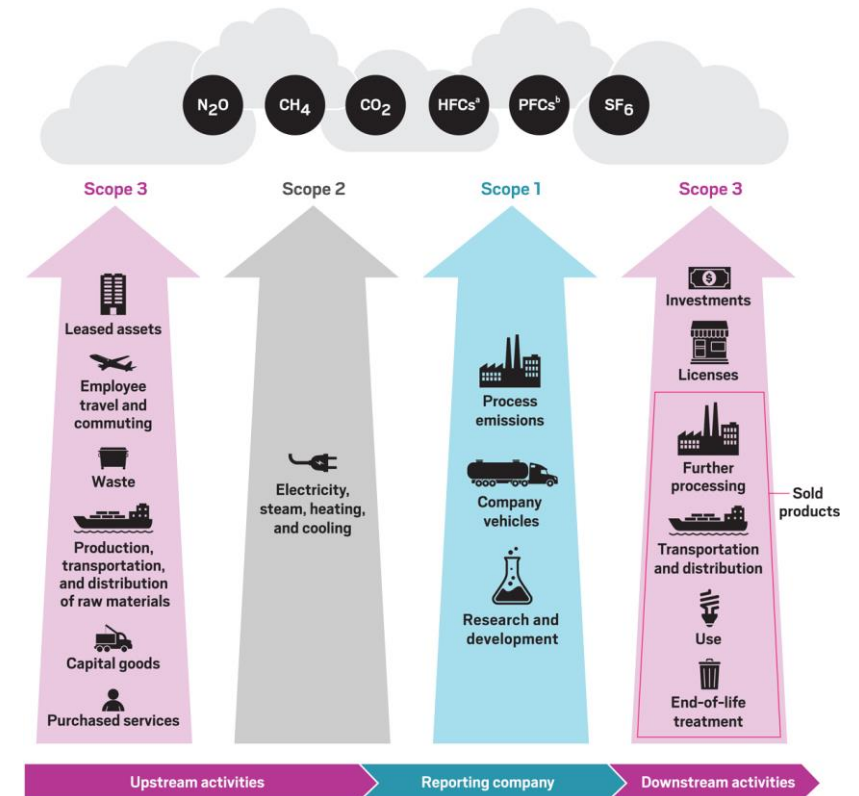 N₂O
CH₄
CO₂
HFCsᵃ
PFCsᵇ
SF₆
Scope 3
Scope 2
Scope 1
Scope 3
Leased assets
Employee
travel and
commuting
Waste
Production,
transportation,
and distribution
of raw materials
Capital goods
Purchased services
Electricity,
steam, heating,
and cooling
Process
emissions
Company
vehicles
Research and
development
$
Investments
Licenses
Further
processing
Transportation
and distribution
Use
End-of-life
treatment
Sold
products
Upstream activities
Reporting company
Downstream activities